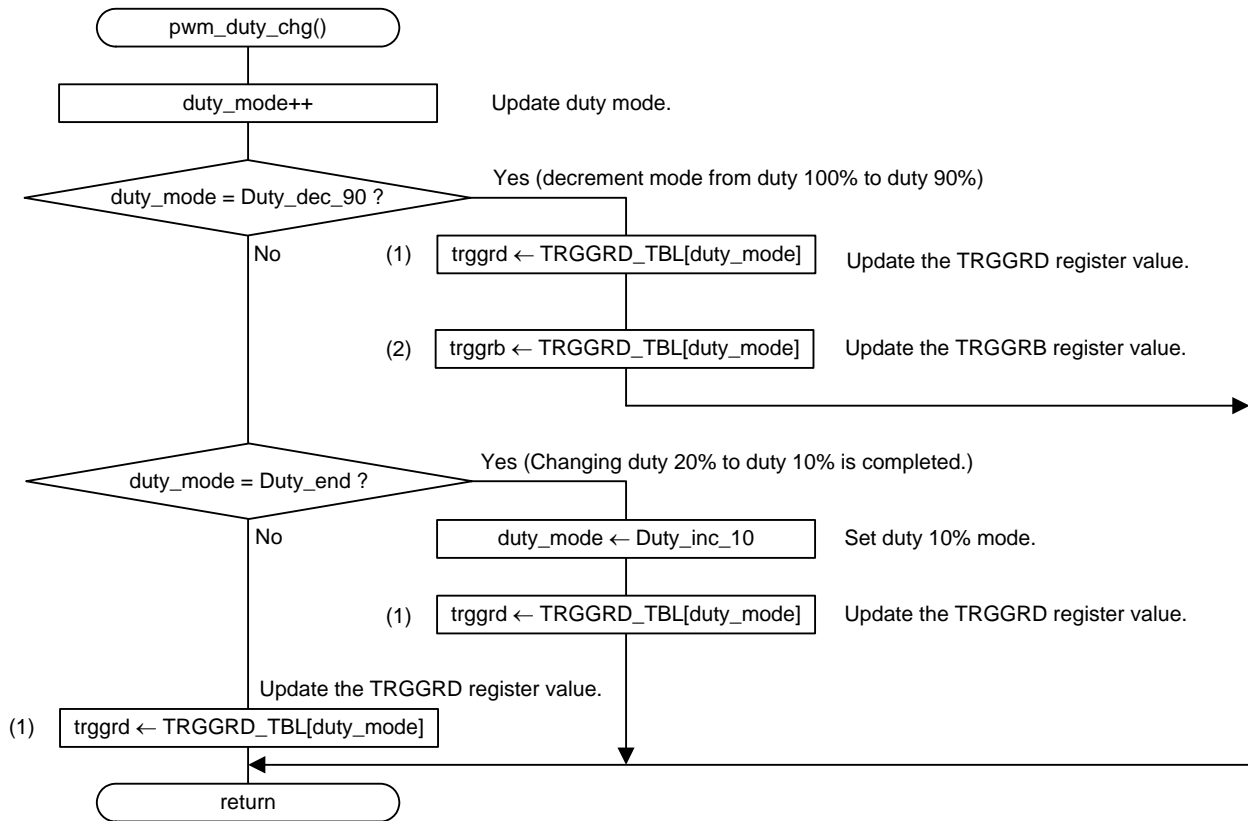 pwm_duty_chg()
duty_mode++
Update duty mode.
duty_mode = Duty_dec_90 ?
Yes (decrement mode from duty 100% to duty 90%)
No
(1)
trggrd ← TRGGRD_TBL[duty_mode]
Update the TRGGRD register value.
(2)
trggrb ← TRGGRD_TBL[duty_mode]
Update the TRGGRB register value.
duty_mode = Duty_end ?
Yes (Changing duty 20% to duty 10% is completed.)
No
duty_mode ← Duty_inc_10
Set duty 10% mode.
(1)
trggrd ← TRGGRD_TBL[duty_mode]
Update the TRGGRD register value.
Update the TRGGRD register value.
(1)
trggrd ← TRGGRD_TBL[duty_mode]
return